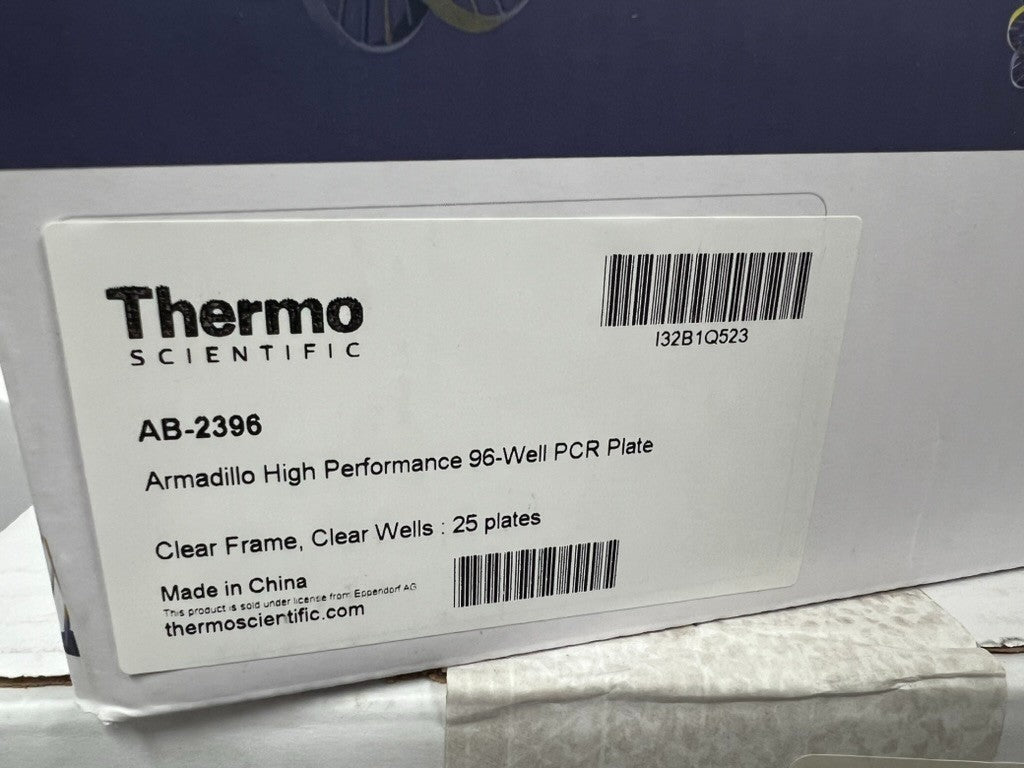 Thermo
SCIENTIFIC
I32B1Q523
AB-2396
Armadillo High Performance 96-Well PCR Plate
Clear Frame, Clear Wells : 25 plates
Made in China
This product is sold under license from Eppendorf AG
thermoscientific.com